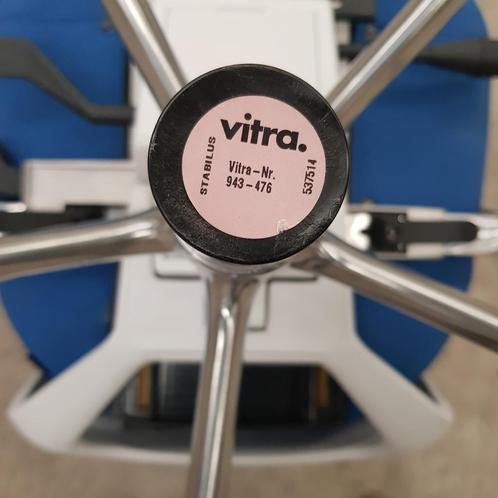 vitra.
Vitra-Nr.
943-476
STABILUS
537514